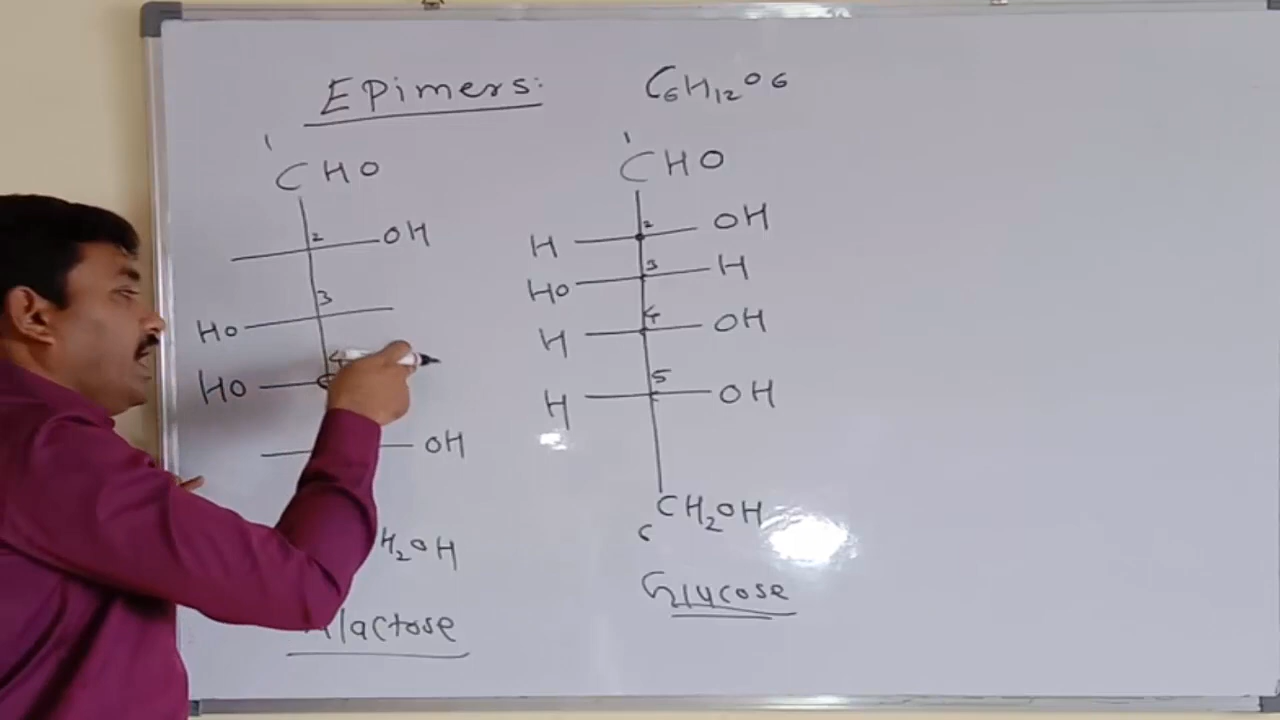 EPimers:
C6H12O6
1
CHO
2
OH
3
HO
HO
OH
H2OH
lactose
1
CHO
H
2
OH
HO
3
H
H
4
OH
H
5
OH
CH2OH
6
Glucose